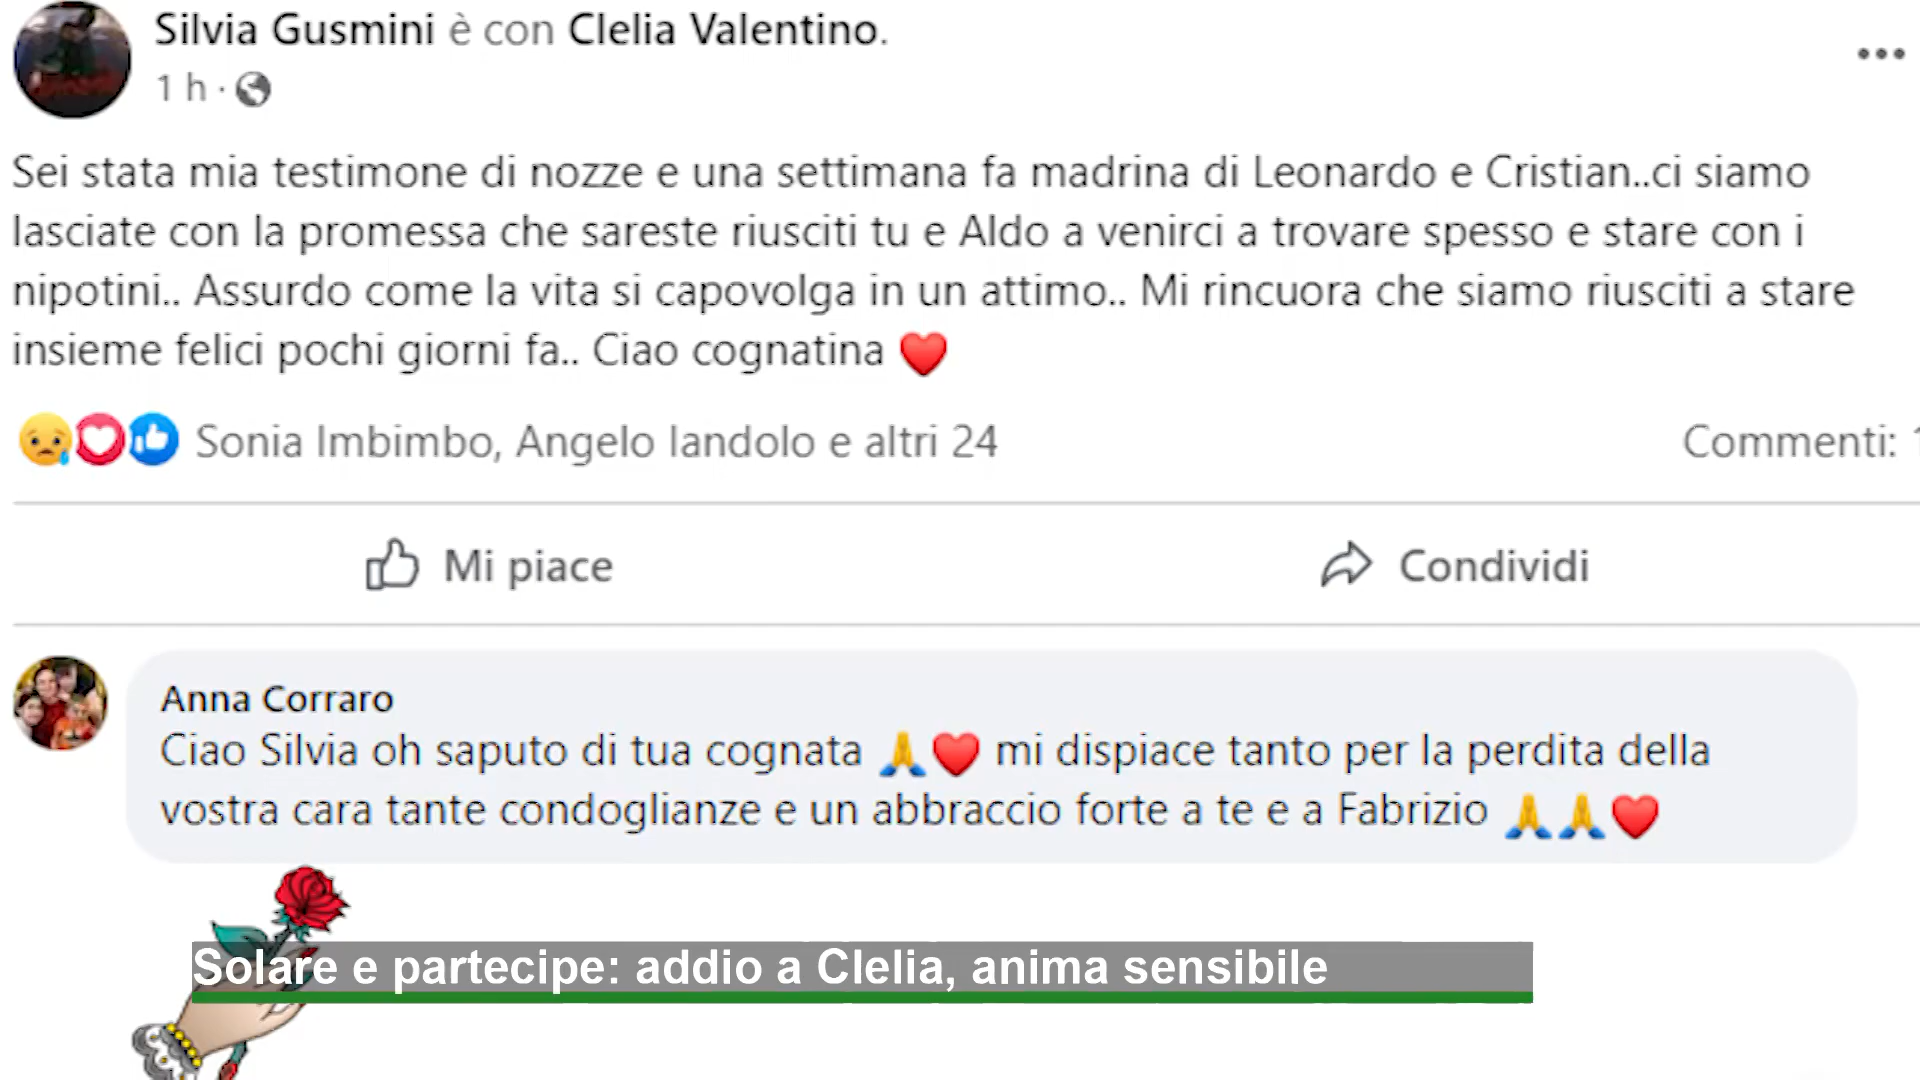 Silvia Gusmini è con Clelia Valentino.
1 h ·
Sei stata mia testimone di nozze e una settimana fa madrina di Leonardo e Cristian..ci siamo
lasciate con la promessa che sareste riusciti tu e Aldo a venirci a trovare spesso e stare con i
nipotini.. Assurdo come la vita si capovolga in un attimo.. Mi rincuora che siamo riusciti a stare
insieme felici pochi giorni fa.. Ciao cognatina ❤️
Sonia Imbimbo, Angelo Iandolo e altri 24
Commenti:
Mi piace
Condividi
Anna Corraro
Ciao Silvia oh saputo di tua cognata 🙏❤️ mi dispiace tanto per la perdita della
vostra cara tante condoglianze e un abbraccio forte a te e a Fabrizio 🙏🙏❤️
Solare e partecipe: addio a Clelia, anima sensibile